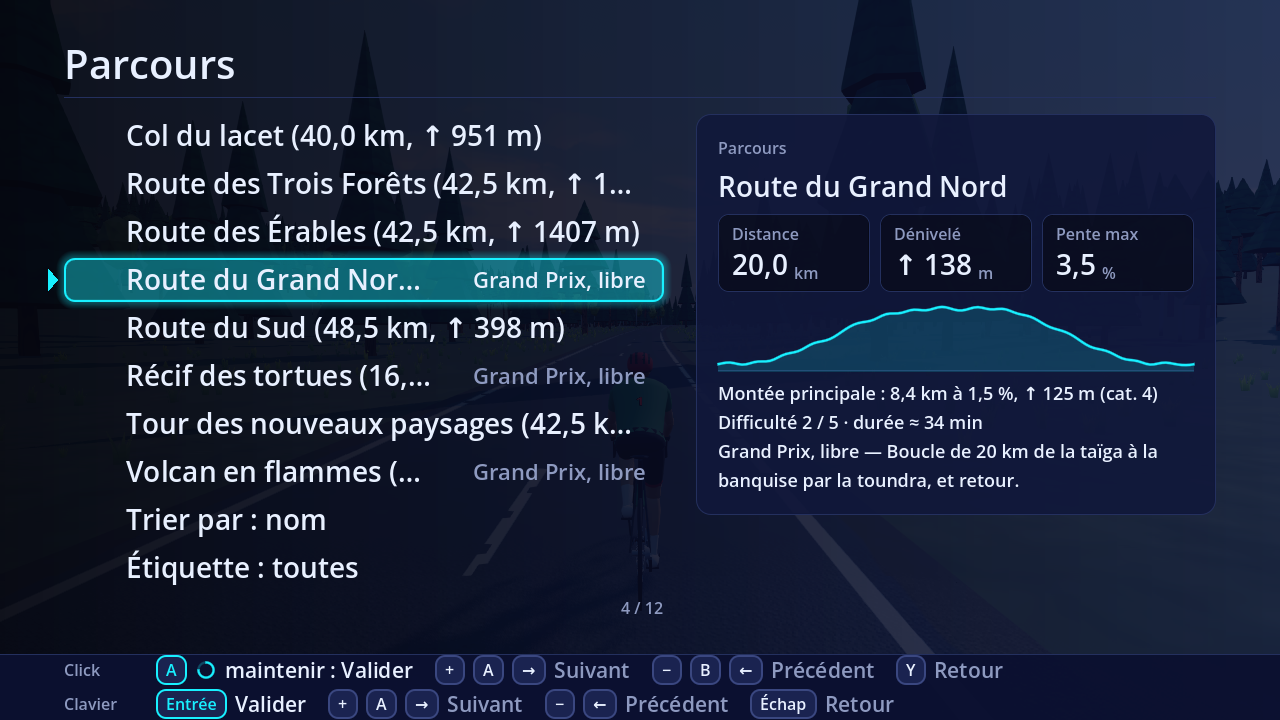 Parcours
Col du lacet (40,0 km, ↑ 951 m)
Route des Trois Forêts (42,5 km, ↑ 1...
Route des Érables (42,5 km, ↑ 1407 m)
Route du Grand Nor... Grand Prix, libre
Route du Sud (48,5 km, ↑ 398 m)
Récif des tortues (16,... Grand Prix, libre
Tour des nouveaux paysages (42,5 k...
Volcan en flammes (... Grand Prix, libre
Trier par : nom
Étiquette : toutes
4 / 12
Parcours
Route du Grand Nord
Distance Dénivelé Pente max
20,0 km ↑ 138 m 3,5 %
Montée principale : 8,4 km à 1,5 %, ↑ 125 m (cat. 4)
Difficulté 2 / 5 · durée ≈ 34 min
Grand Prix, libre — Boucle de 20 km de la taïga à la
banquise par la toundra, et retour.
Click A maintenir : Valider + A → Suivant − B ← Précédent Y Retour
Clavier Entrée Valider + A → Suivant − ← Précédent Échap Retour